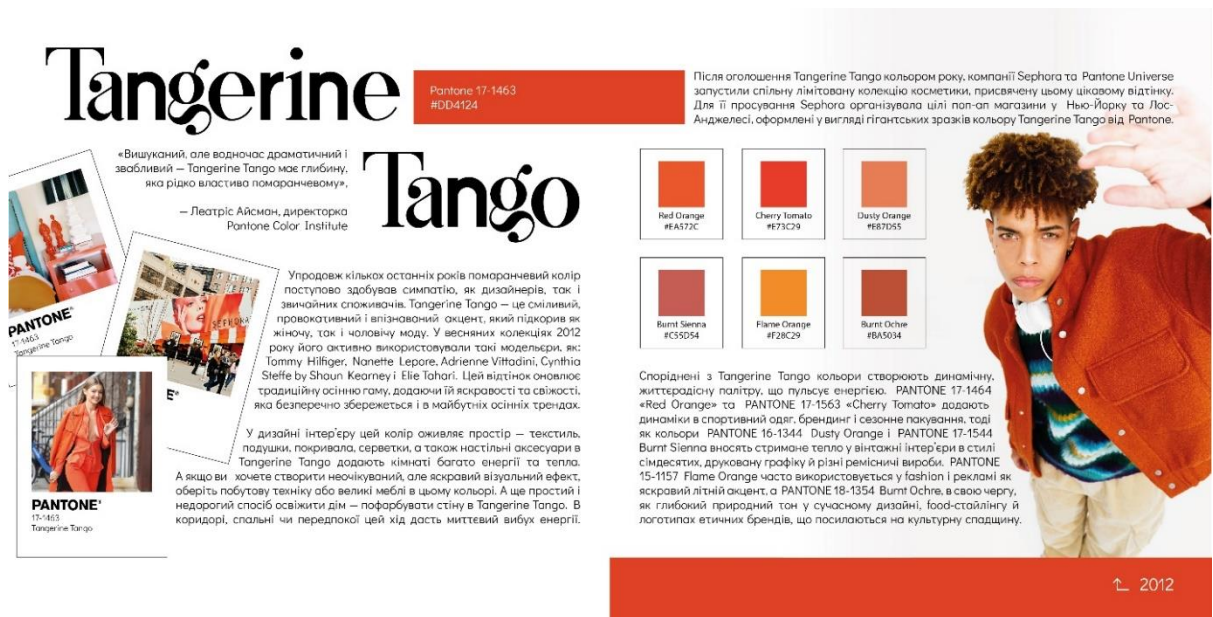 Tangerine
Pantone 17-1463
#DD4124
Tango
«Вишуканий, але водночас драматичний і
звабливий — Tangerine Tango має глибину,
яка рідко властива помаранчевому»,
— Леатріс Айсман, директорка
Pantone Color Institute
PANTONE®
17-1463
Tangerine Tango
SEPHORA
E®
PANTONE®
17-1463
Tangerine Tango
Упродовж кількох останніх років помаранчевий колір
поступово здобував симпатію, як дизайнерів, так і
звичайних споживачів. Tangerine Tango — це сміливий,
провокативний і впізнаваний акцент, який підкорив як
жіночу, так і чоловічу моду. У весняних колекціях 2012
року його активно використовували такі модельєри, як:
Tommy Hilfiger, Nanette Lepore, Adrienne Vittadini, Cynthia
Steffe by Shaun Kearney і Elie Tahari. Цей відтінок оновлює
традиційну осінню гаму, додаючи їй яскравості та свіжості,
яка безперечно збережеться і в майбутніх осінніх трендах.
У дизайні інтер'єру цей колір оживляє простір — текстиль,
подушки, покривала, серветки, а також настільні аксесуари в
Tangerine Tango додають кімнаті багато енергії та тепла.
А якщо ви хочете створити неочікуваний, але яскравий візуальний ефект,
оберіть побутову техніку або великі меблі в цьому кольорі. А ще простий і
недорогий спосіб освіжити дім — пофарбувати стіну в Tangerine Tango. В
коридорі, спальні чи передпокої цей хід дасть миттєвий вибух енергії.
Після оголошення Tangerine Tango кольором року, компанії Sephora та Pantone Universe
запустили спільну лімітовану колекцію косметики, присвячену цьому цікавому відтінку.
Для її просування Sephora організувала цілі поп-ап магазини у Нью-Йорку та Лос-
Анджелесі, оформлені у вигляді гігантських зразків кольору Tangerine Tango від Pantone.
Red Orange
#EA572C
Cherry Tomato
#E73C29
Dusty Orange
#E87D55
Burnt Sienna
#C55D54
Flame Orange
#F28C29
Burnt Ochre
#BA5034
Споріднені з Tangerine Tango кольори створюють динамічну,
життєрадісну палітру, що пульсує енергією. PANTONE 17-1464
«Red Orange» та PANTONE 17-1563 «Cherry Tomato» додають
динаміки в спортивний одяг, брендинг і сезонне пакування, тоді
як кольори PANTONE 16-1344 Dusty Orange і PANTONE 17-1544
Burnt Sienna вносять стримане тепло у вінтажні інтер'єри в стилі
сімдесятих, друковану графіку й різні ремісничі вироби. PANTONE
15-1157 Flame Orange часто використовується у fashion і рекламі як
яскравий літній акцент, а PANTONE 18-1354 Burnt Ochre, в свою чергу,
як глибокий природний тон у сучасному дизайні, food-стайлінгу й
логотипах етичних брендів, що посилаються на культурну спадщину.
2012